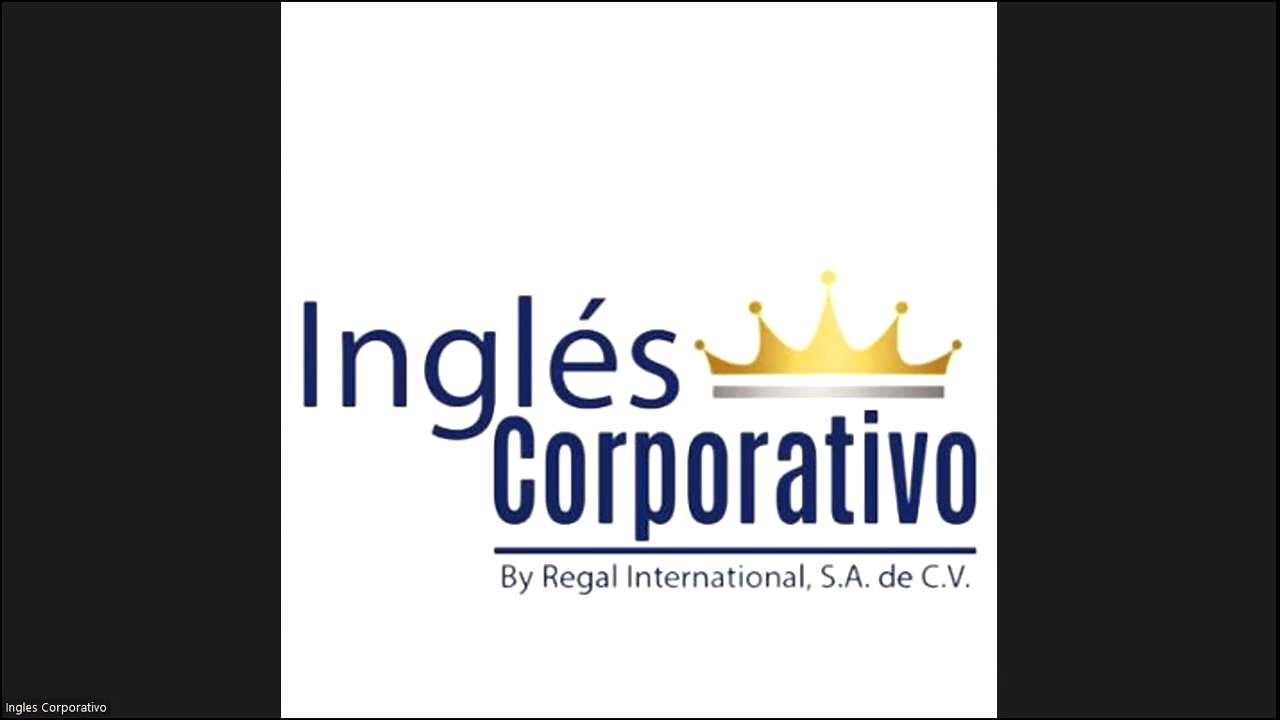 Inglés
Corporativo
By Regal International, S.A. de C.V.
Ingles Corporativo